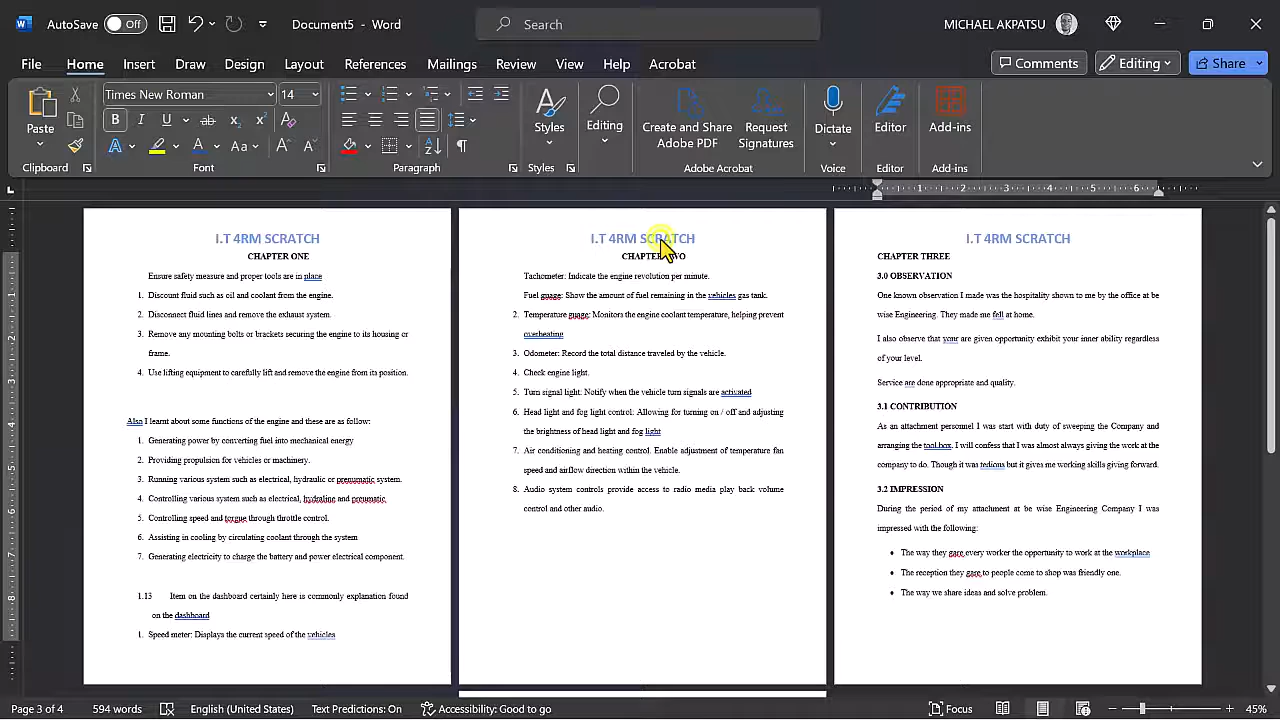 AutoSave Off Document5 - Word Search MICHAEL AKPATSU
File Home Insert Draw Design Layout References Mailings Review View Help Acrobat Comments Editing Share
Times New Roman 14
Paste Styles Editing Create and Share Adobe PDF Request Signatures Dictate Editor Add-ins
Clipboard Font Paragraph Styles Adobe Acrobat Voice Editor Add-ins
1 2 3 4 5 6
I.T 4RM SCRATCH
CHAPTER ONE
Ensure safety measure and proper tools are in place
1. Discount fluid such as oil and coolant from the engine.
2. Disconnect fluid lines and remove the exhaust system.
3. Remove any mounting bolts or brackets securing the engine to its housing or
frame.
4. Use lifting equipment to carefully lift and remove the engine from its position.
Also I learnt about some functions of the engine and these are as follow:
1. Generating power by converting fuel into mechanical energy
2. Providing propulsion for vehicles or machinery.
3. Running various system such as electrical, hydraulic or prenumatic system.
4. Controlling various system such as electrical, hydraline and preumatic.
5. Controlling speed and torgue through throttle control.
6. Assisting in cooling by circulating coolant through the system
7. Generating electricity to charge the battery and power electrical component.
1.13 Item on the dashboard certainly here is commonly explanation found
on the dashboard
1. Speed meter: Displays the current speed of the vehicles
I.T 4RM SCRATCH
CHAPTER TWO
Tachometer: Indicate the engine revolution per minute.
Fuel guage: Show the amount of fuel remaining in the vehicles gas tank.
2. Temperature guage: Monitors the engine coolant temperature, helping prevent
overheating
3. Odometer: Record the total distance traveled by the vehicle.
4. Check engine light.
5. Turn signal light: Notify when the vehicle turn signals are activated
6. Head light and fog light control: Allowing for turning on / off and adjusting
the brightness of head light and fog light
7. Air conditioning and heating control. Enable adjustment of temperature fan
speed and airflow direction within the vehicle.
8. Audio system controls provide access to radio media play back volume
control and other audio.
I.T 4RM SCRATCH
CHAPTER THREE
3.0 OBSERVATION
One known observation I made was the hospitality shown to me by the office at be
wise Engineering. They made me fell at home.
I also observe that your are given opportunity exhibit your inner ability regardless
of your level.
Service are done appropriate and quality.
3.1 CONTRIBUTION
As an attachment personnel I was start with duty of sweeping the Company and
arranging the tool.box. I will confess that I was almost always giving the work at the
company to do. Though it was tedions but it gives me working skills giving forward.
3.2 IMPRESSION
During the period of my attachment at be wise Engineering Company I was
impressed with the following:
• The way they gare every worker the opportunity to work at the workplace
• The reception they gare to people come to shop was friendly one.
• The way we share ideas and solve problem.
Page 3 of 4 594 words English (United States) Text Predictions: On Accessibility: Good to go Focus 45%